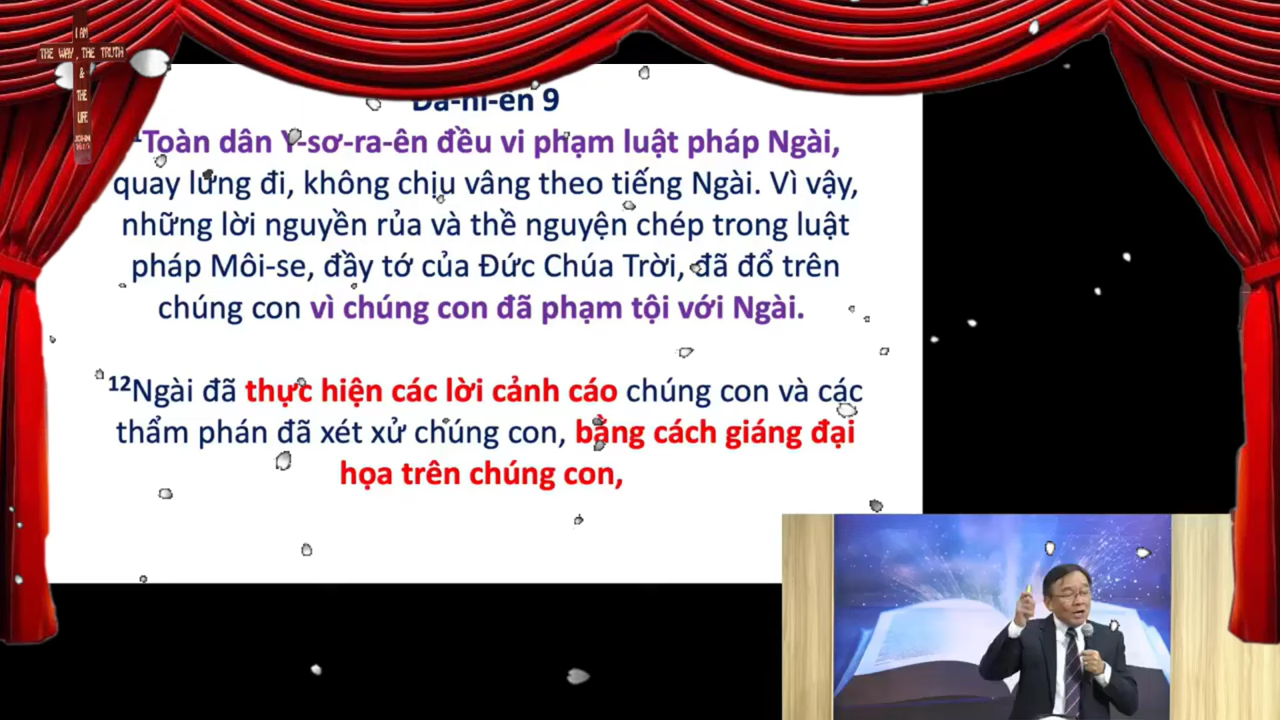 I AM
THE WAY, THE TRUTH
&
THE
LIFE
Đa-ni-ên 9
Toàn dân Y-sơ-ra-ên đều vi phạm luật pháp Ngài,
quay lưng đi, không chịu vâng theo tiếng Ngài. Vì vậy,
những lời nguyền rủa và thề nguyện chép trong luật
pháp Môi-se, đầy tớ của Đức Chúa Trời, đã đổ trên
chúng con vì chúng con đã phạm tội với Ngài.
12Ngài đã thực hiện các lời cảnh cáo chúng con và các
thẩm phán đã xét xử chúng con, bằng cách giáng đại
họa trên chúng con,